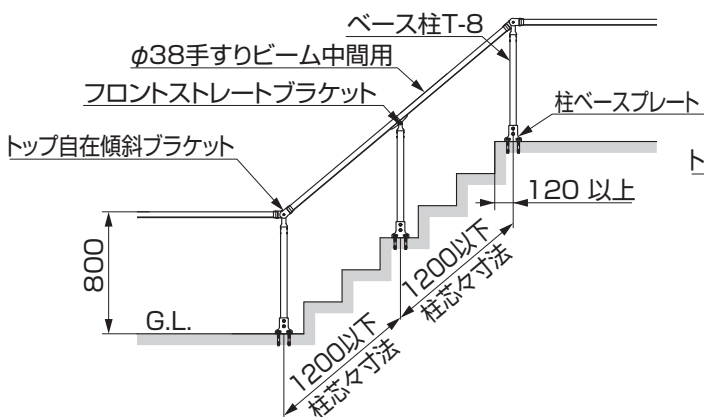 ベース柱T-8
φ38手すりビーム中間用
フロントストレートブラケット
柱ベースプレート
トップ自在傾斜ブラケット
ト
120 以上
800
G.L.
1200以下
柱芯々寸法
1200以下
柱芯々寸法